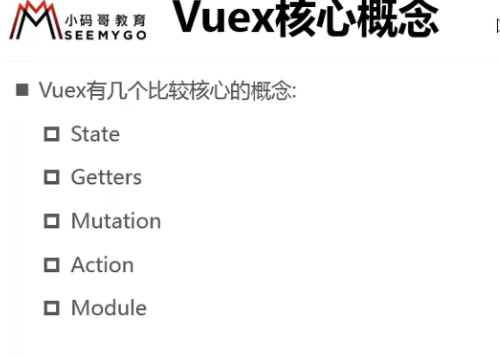 小码哥教育
SEEMYGO
Vuex核心概念
Vuex有几个比较核心的概念:
State
Getters
Mutation
Action
Module